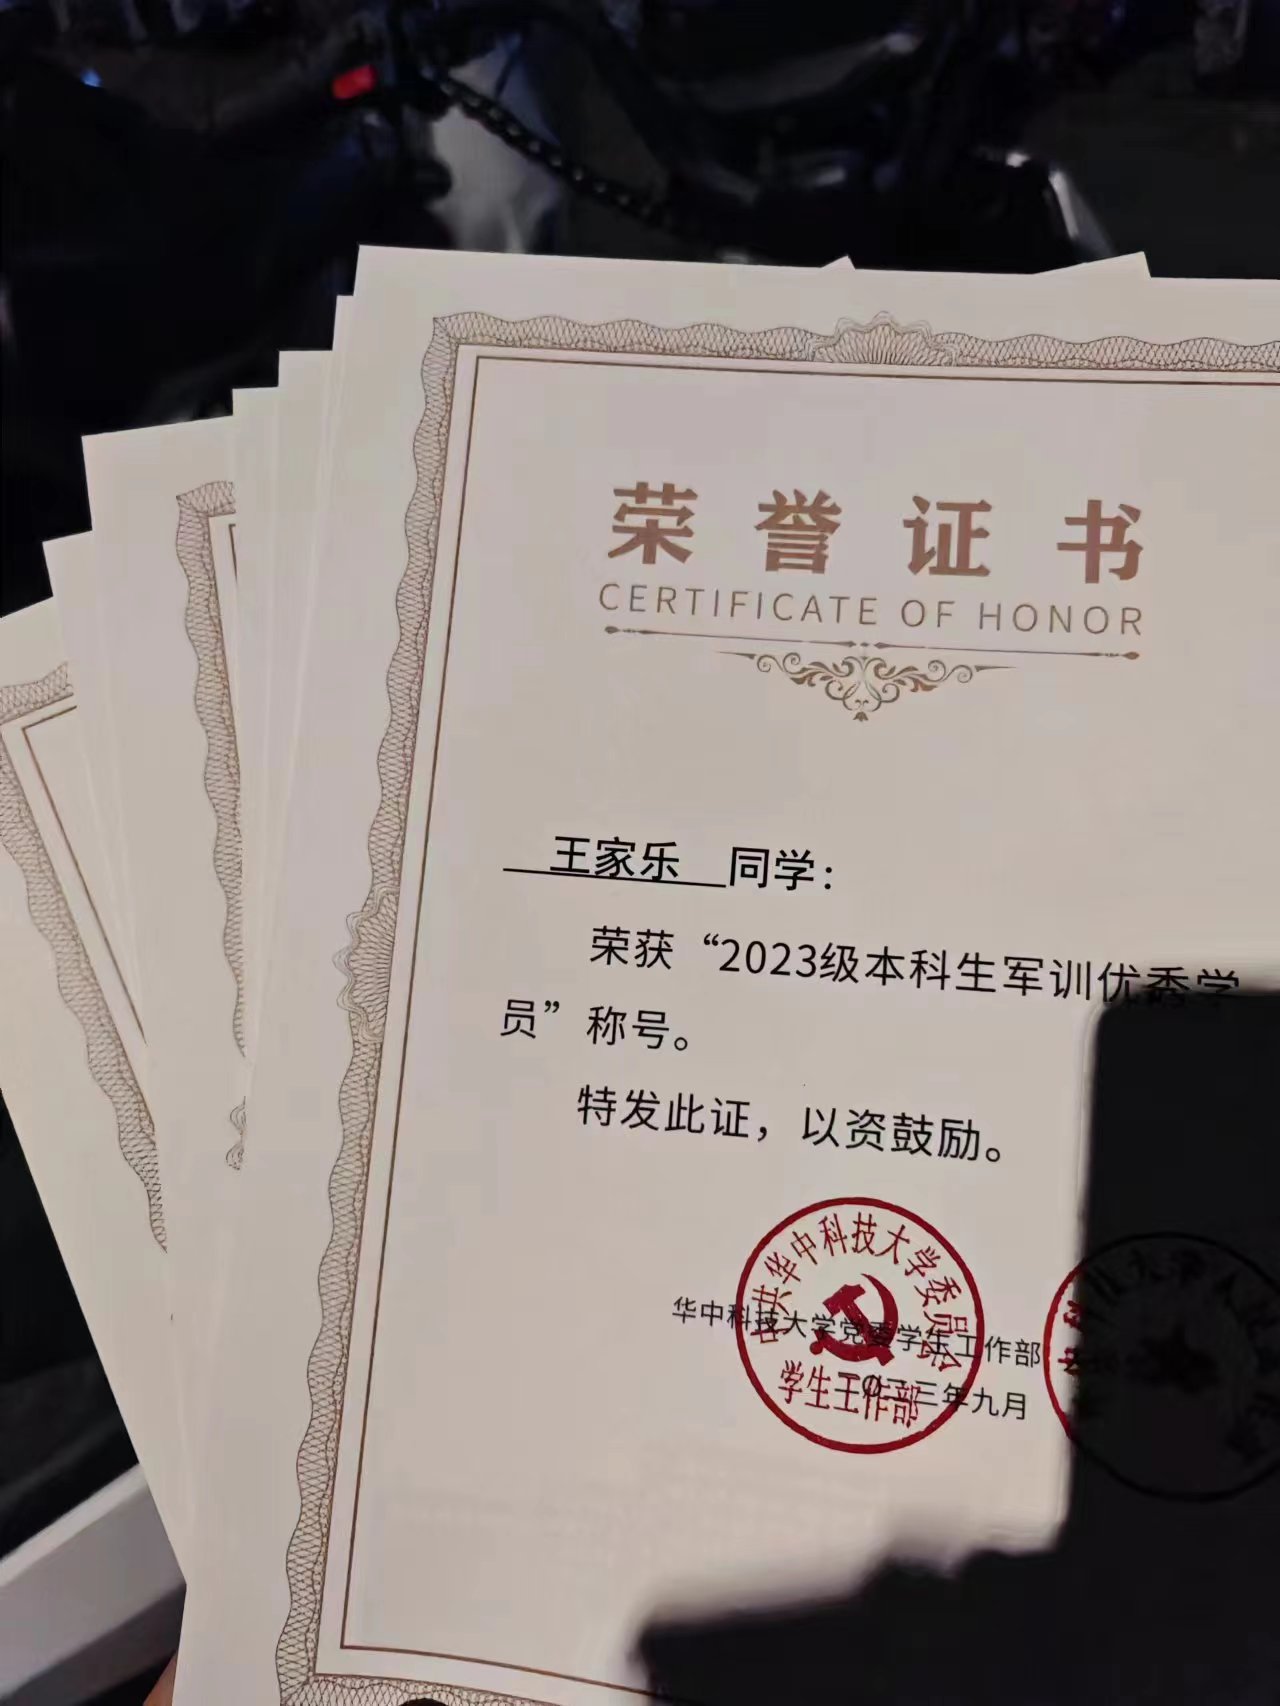 荣誉证书
CERTIFICATE OF HONOR
王家乐 同学：
荣获“2023级本科生军训优秀学
员”称号。
特发此证，以资鼓励。
中共华中科技大学委员会
华中科技大学党委学生工作部
学生工作部
二〇二三年九月